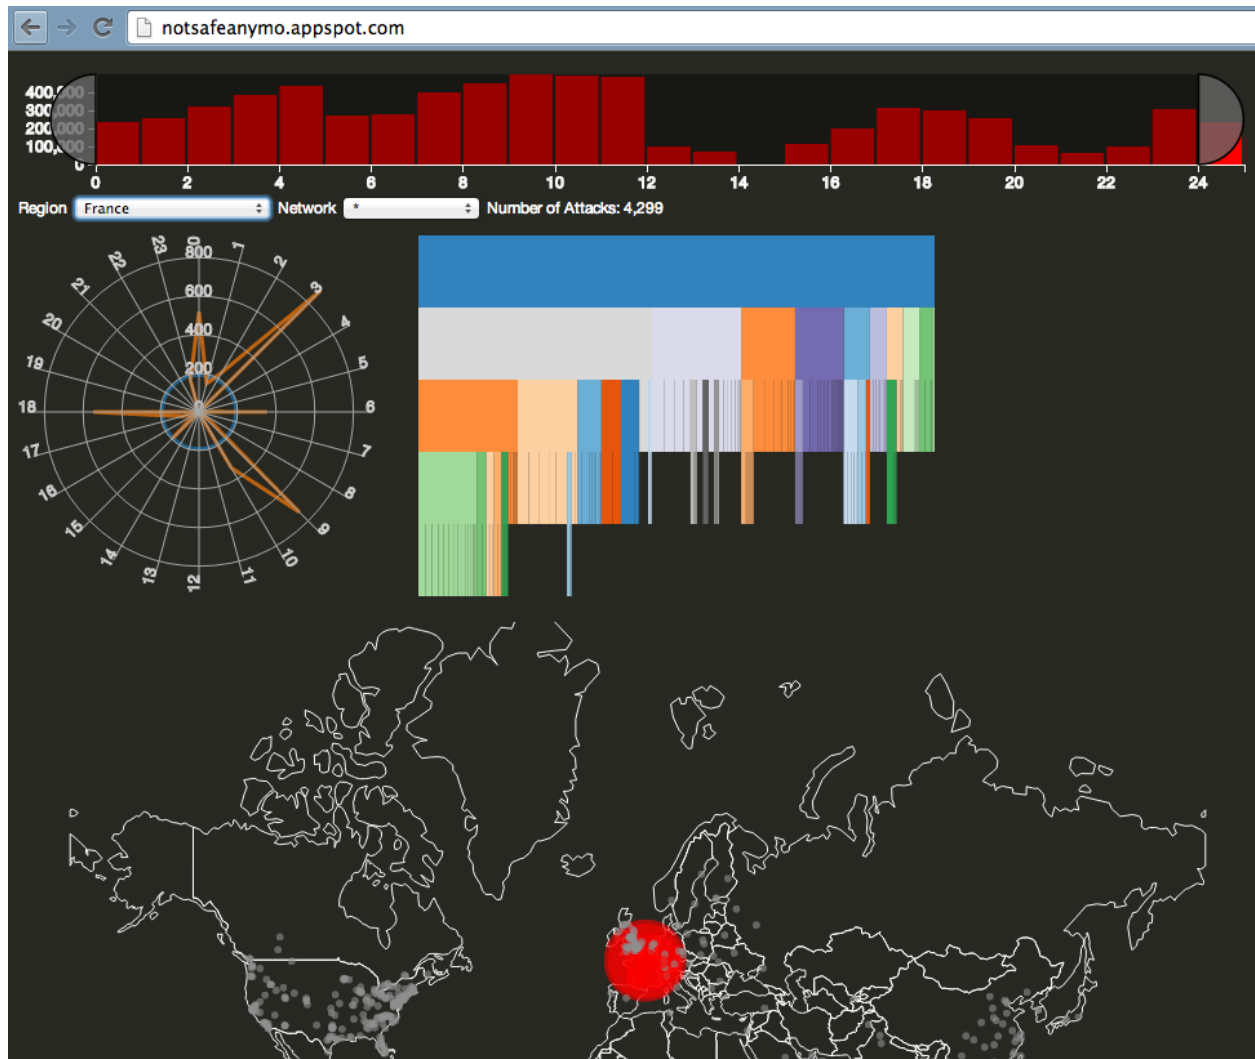 notsafeanymo.appspot.com
400,000
300,000
200,000
100,000
0
0 2 4 6 8 10 12 14 16 18 20 22 24
Region France Network * Number of Attacks: 4,299
0 1 2 3 4 5 6 7 8 9 10 11 12 13 14 15 16 17 18 19 20 21 22 23
800
600
400
200
0